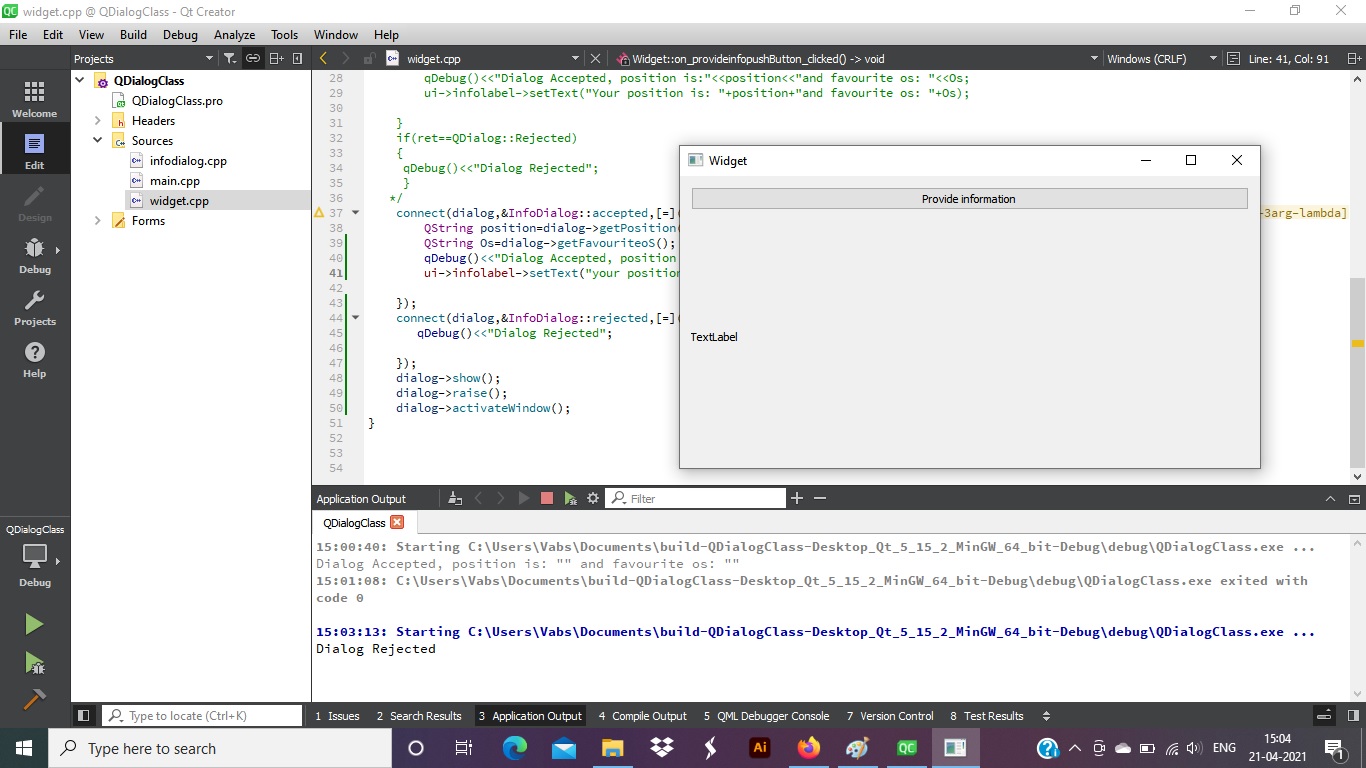 widget.cpp @ QDialogClass - Qt Creator
File Edit View Build Debug Analyze Tools Window Help
Projects
widget.cpp
Widget::on_provideinfopushButton_clicked() -> void
Windows (CRLF)
Line: 41, Col: 91
Welcome
Edit
Design
Debug
Projects
Help
QDialogClass
Debug
QDialogClass
QDialogClass.pro
Headers
Sources
infodialog.cpp
main.cpp
widget.cpp
Forms
28 qDebug()<<"Dialog Accepted, position is:"<<position<<"and favourite os: "<<Os;
29 ui->infolabel->setText("Your position is: "+position+"and favourite os: "+Os);
30
31 }
32 if(ret==QDialog::Rejected)
33 {
34 qDebug()<<"Dialog Rejected";
35 }
36 */
37 connect(dialog,&InfoDialog::accepted,[=]( -3arg-lambda]
38 QString position=dialog->getPosition(
39 QString Os=dialog->getFavouriteoS();
40 qDebug()<<"Dialog Accepted, position
41 ui->infolabel->setText("your position
42
43 });
44 connect(dialog,&InfoDialog::rejected,[=](
45 qDebug()<<"Dialog Rejected";
46
47 });
48 dialog->show();
49 dialog->raise();
50 dialog->activateWindow();
51 }
52
53
54
Widget
Provide information
TextLabel
Application Output
Filter
QDialogClass
15:00:40: Starting C:\Users\Vabs\Documents\build-QDialogClass-Desktop_Qt_5_15_2_MinGW_64_bit-Debug\debug\QDialogClass.exe ...
Dialog Accepted, position is: "" and favourite os: ""
15:01:08: C:\Users\Vabs\Documents\build-QDialogClass-Desktop_Qt_5_15_2_MinGW_64_bit-Debug\debug\QDialogClass.exe exited with
code 0
15:03:13: Starting C:\Users\Vabs\Documents\build-QDialogClass-Desktop_Qt_5_15_2_MinGW_64_bit-Debug\debug\QDialogClass.exe ...
Dialog Rejected
Type to locate (Ctrl+K)
1 Issues 2 Search Results 3 Application Output 4 Compile Output 5 QML Debugger Console 7 Version Control 8 Test Results
Type here to search
Ai
QC
ENG
15:04
21-04-2021
1